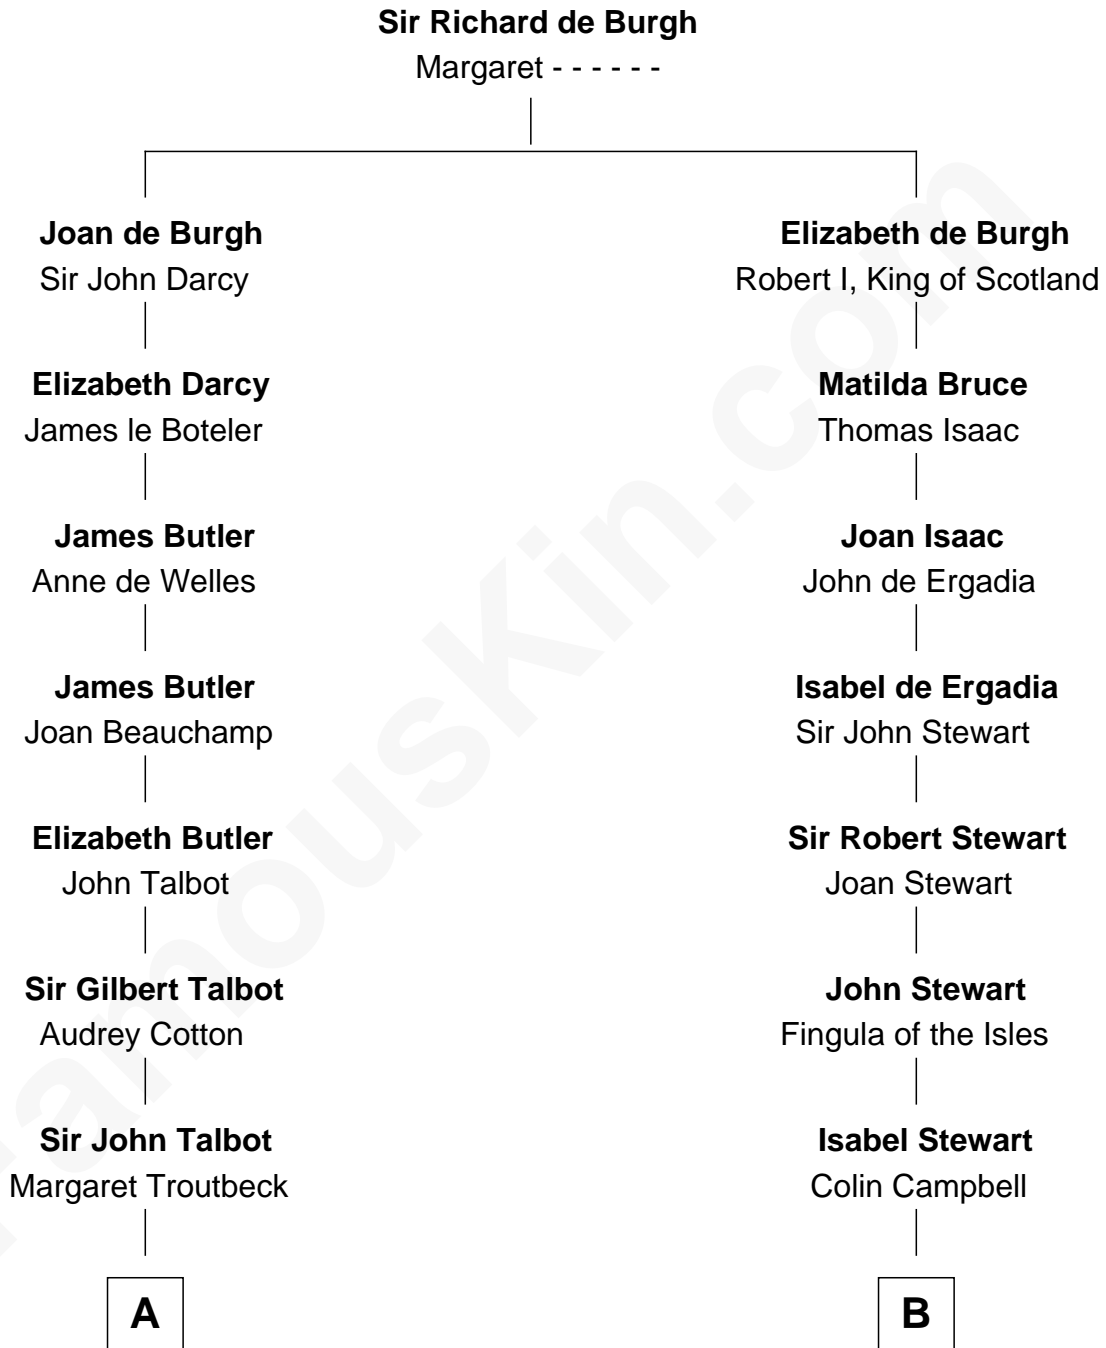 Sir Richard de Burgh
Margaret - - - - - -
Joan de Burgh
Sir John Darcy
Elizabeth de Burgh
Robert I, King of Scotland
Elizabeth Darcy
James le Boteler
Matilda Bruce
Thomas Isaac
James Butler
Anne de Welles
Joan Isaac
John de Ergadia
James Butler
Joan Beauchamp
Isabel de Ergadia
Sir John Stewart
Elizabeth Butler
John Talbot
Sir Robert Stewart
Joan Stewart
Sir Gilbert Talbot
Audrey Cotton
John Stewart
Fingula of the Isles
Sir John Talbot
Margaret Troutbeck
Isabel Stewart
Colin Campbell
A
B
FamousKin.com